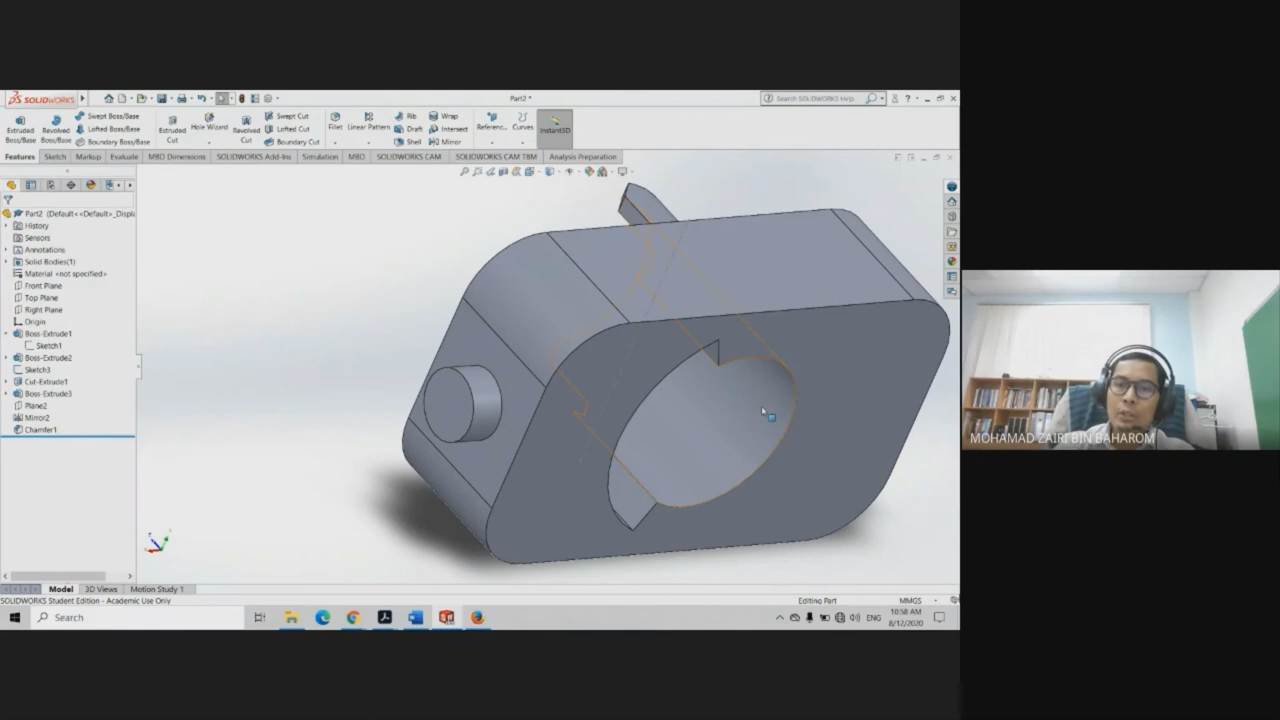 SOLIDWORKS
Part2 *
Search SOLIDWORKS Help
Extruded Boss/Base
Revolved Boss/Base
Swept Boss/Base
Lofted Boss/Base
Boundary Boss/Base
Extruded Cut
Hole Wizard
Revolved Cut
Swept Cut
Lofted Cut
Boundary Cut
Fillet
Linear Pattern
Rib
Draft
Shell
Wrap
Intersect
Mirror
Referenc...
Curves
Instant3D
Features Sketch Markup Evaluate MBD Dimensions SOLIDWORKS Add-Ins Simulation MBD SOLIDWORKS CAM SOLIDWORKS CAM TBM Analysis Preparation
Part2 (Default<<Default>_Displa
History
Sensors
Annotations
Solid Bodies(1)
Material <not specified>
Front Plane
Top Plane
Right Plane
Origin
Boss-Extrude1
Sketch1
Boss-Extrude2
Sketch3
Cut-Extrude1
Boss-Extrude3
Plane2
Mirror2
Chamfer1
MOHAMAD ZAIRI BIN BAHAROM
Model 3D Views Motion Study 1
SOLIDWORKS Student Edition - Academic Use Only
Editing Part
MMGS
Search
ENG
10:58 AM
8/12/2020